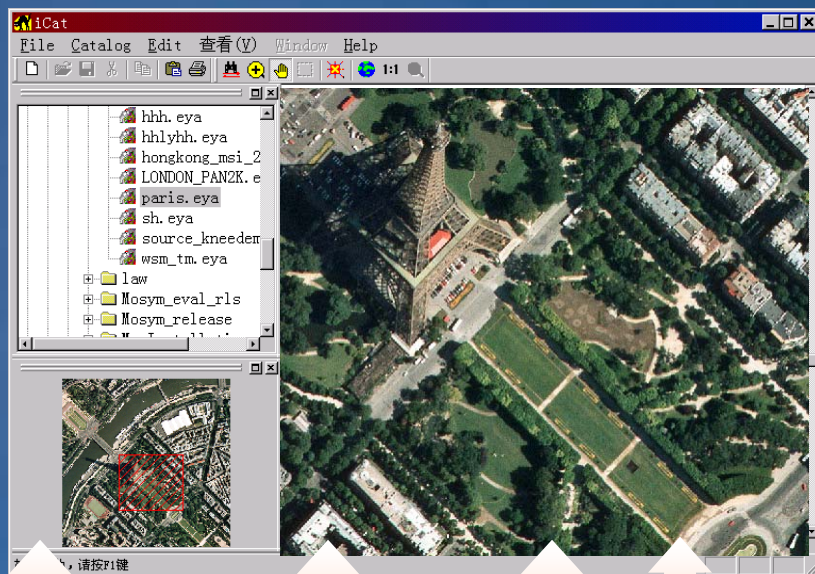 iCat
File Catalog Edit 查看(V) Window Help
1:1
hhh.eya
hhlyhh.eya
hongkong_msi_2
LONDON_PAN2K.e
paris.eya
sh.eya
source_kneeden
wsm_tm.eya
law
Mosym_eval_rls
Mosym_release
,请按F1键